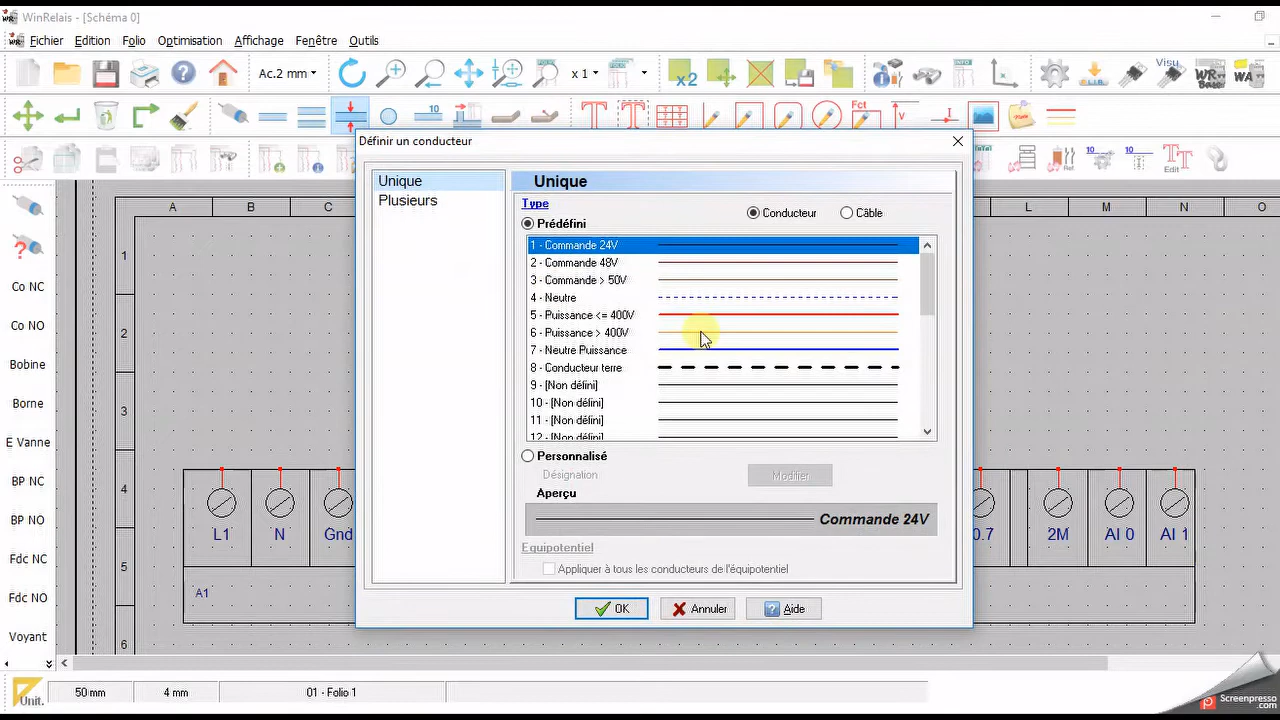 WinRelais - [Schéma 0]
Fichier Edition Folio Optimisation Affichage Fenêtre Outils
Ac.2 mm x 1 x2 Visu
10 Fct
Définir un conducteur
Edit
Unique
Plusieurs
Unique
Type
Conducteur Câble
Prédéfini
1 - Commande 24V
2 - Commande 48V
3 - Commande > 50V
4 - Neutre
5 - Puissance <= 400V
6 - Puissance > 400V
7 - Neutre Puissance
8 - Conducteur terre
9 - [Non défini]
10 - [Non défini]
11 - [Non défini]
12 - [Non défini]
Personnalisé
Désignation Modifier
Aperçu
Commande 24V
Equipotentiel
Appliquer à tous les conducteurs de l'équipotentiel
OK Annuler Aide
A B C L M N O
1
2
3
4
5
6
Co NC
Co NO
Bobine
Borne
E Vanne
BP NC
BP NO
Fdc NC
Fdc NO
Voyant
L1 N Gnd 0.7 2M AI 0 AI 1
A1
Unit. 50 mm 4 mm 01 - Folio 1
Screenpresso
.com